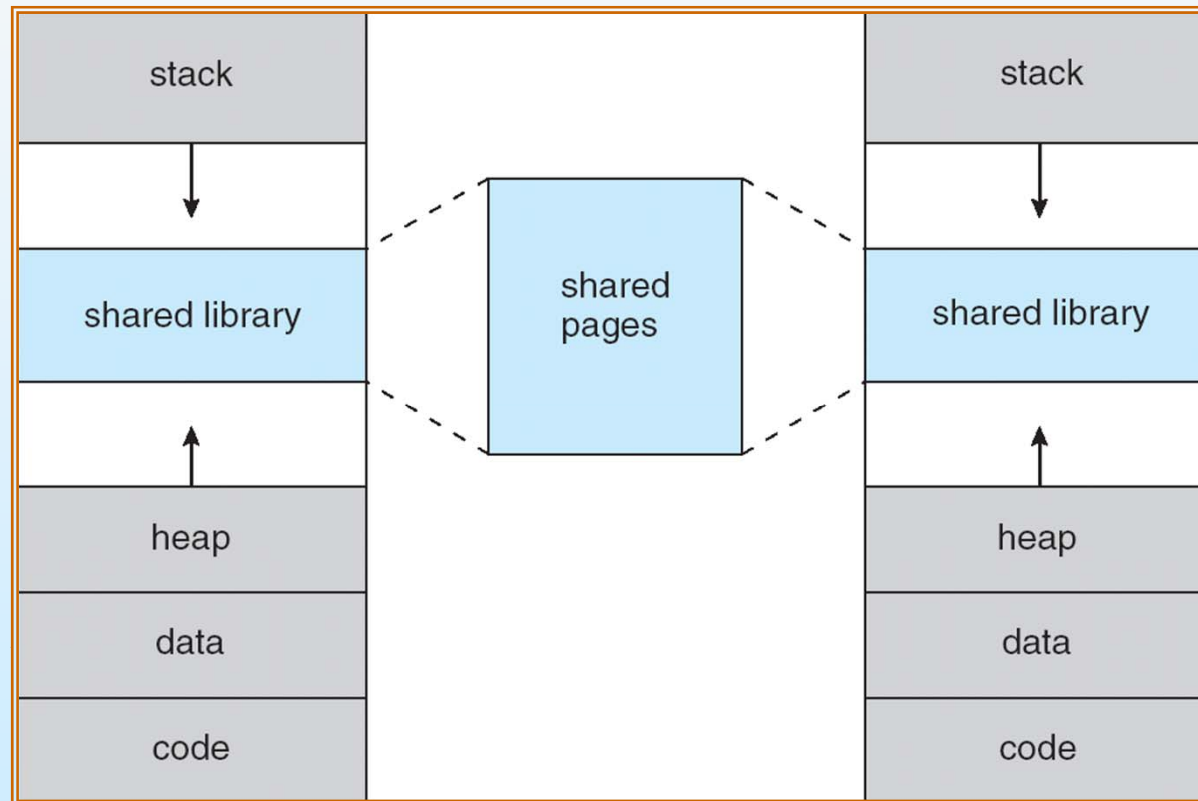 stack
shared library
heap
data
code
shared
pages
stack
shared library
heap
data
code